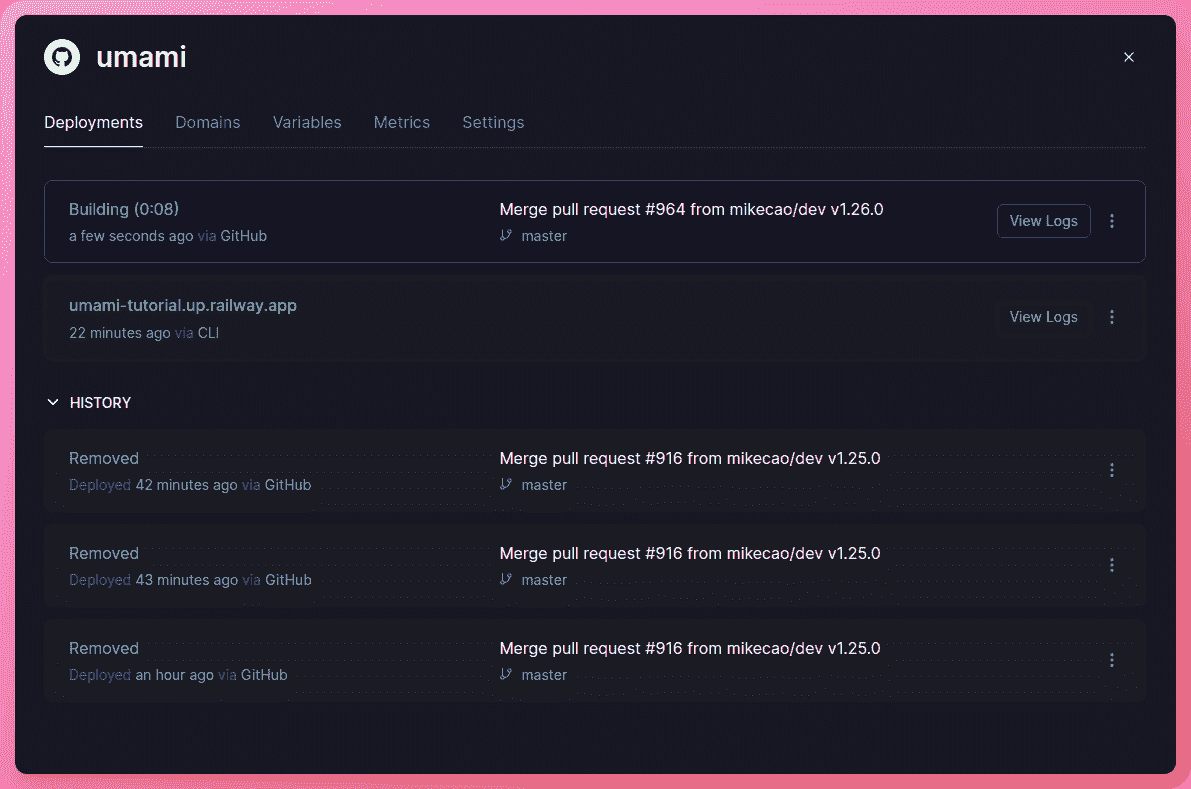 umami
Deployments Domains Variables Metrics Settings
Building (0:08)
a few seconds ago via GitHub
Merge pull request #964 from mikecao/dev v1.26.0
master
View Logs
umami-tutorial.up.railway.app
22 minutes ago via CLI
View Logs
HISTORY
Removed
Deployed 42 minutes ago via GitHub
Merge pull request #916 from mikecao/dev v1.25.0
master
Removed
Deployed 43 minutes ago via GitHub
Merge pull request #916 from mikecao/dev v1.25.0
master
Removed
Deployed an hour ago via GitHub
Merge pull request #916 from mikecao/dev v1.25.0
master